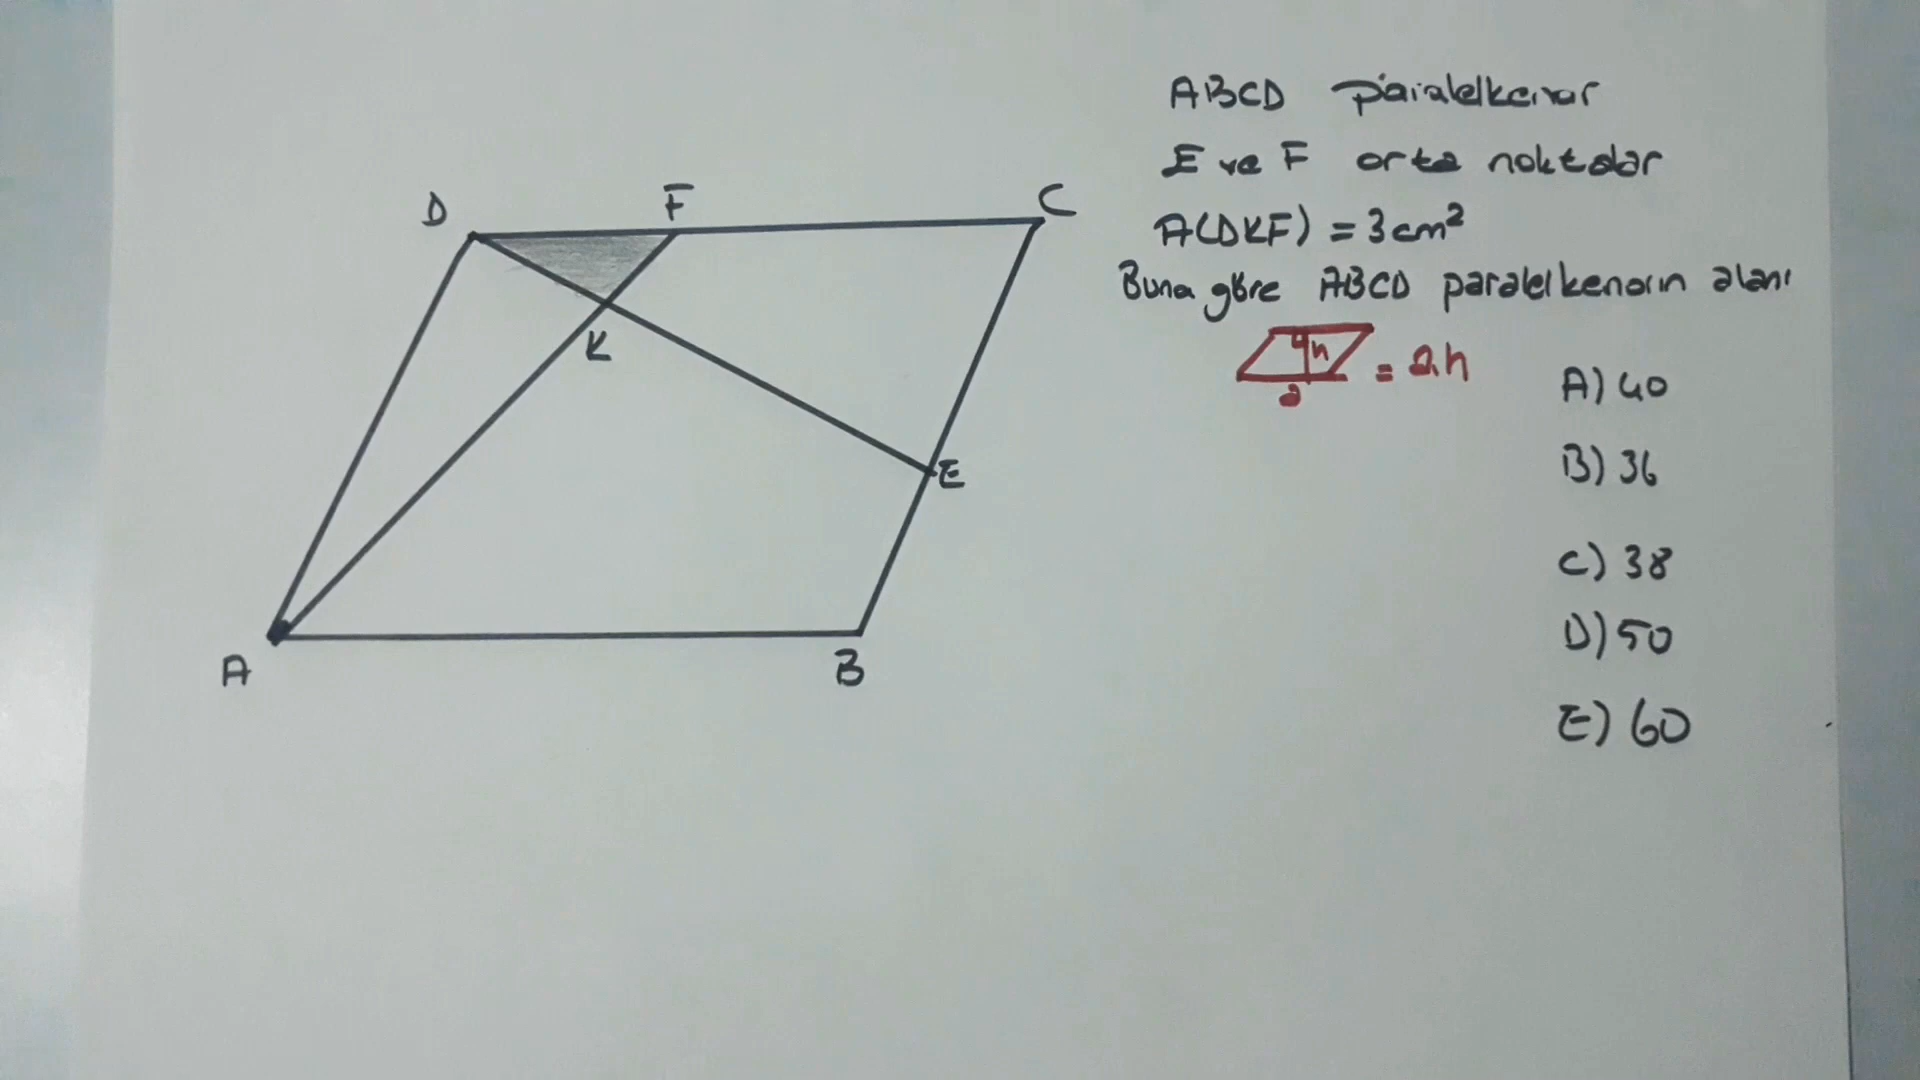 ABCD paralelkenar
E ve F orta noktalar
A(DKF) = 3cm²
Buna göre ABCD paralelkenarın alanı
h
a
= a.h
A) 40
B) 36
C) 38
D) 50
E) 60
D
F
C
K
E
A
B